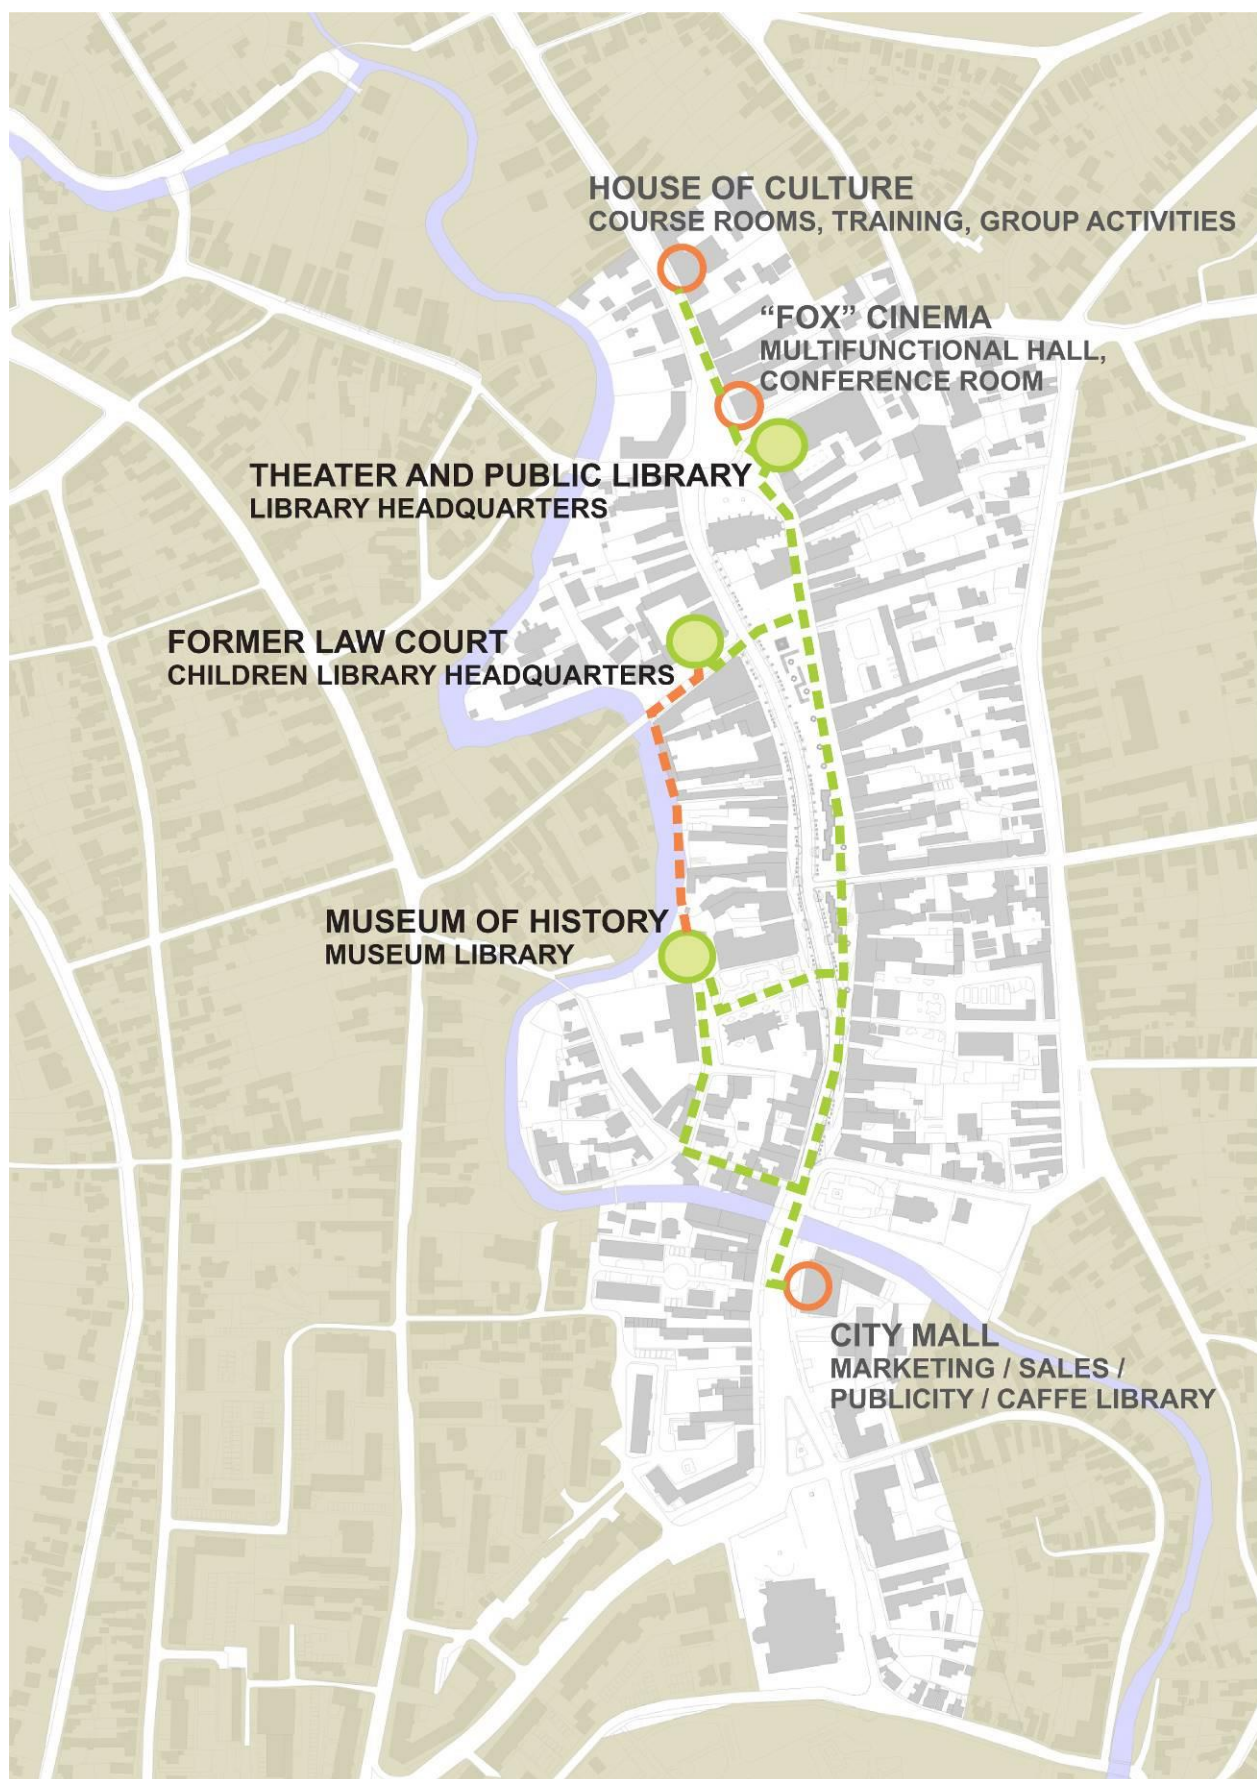 HOUSE OF CULTURE
COURSE ROOMS, TRAINING, GROUP ACTIVITIES
“FOX” CINEMA
MULTIFUNCTIONAL HALL,
CONFERENCE ROOM
THEATER AND PUBLIC LIBRARY
LIBRARY HEADQUARTERS
FORMER LAW COURT
CHILDREN LIBRARY HEADQUARTERS
MUSEUM OF HISTORY
MUSEUM LIBRARY
CITY MALL
MARKETING / SALES /
PUBLICITY / CAFFE LIBRARY